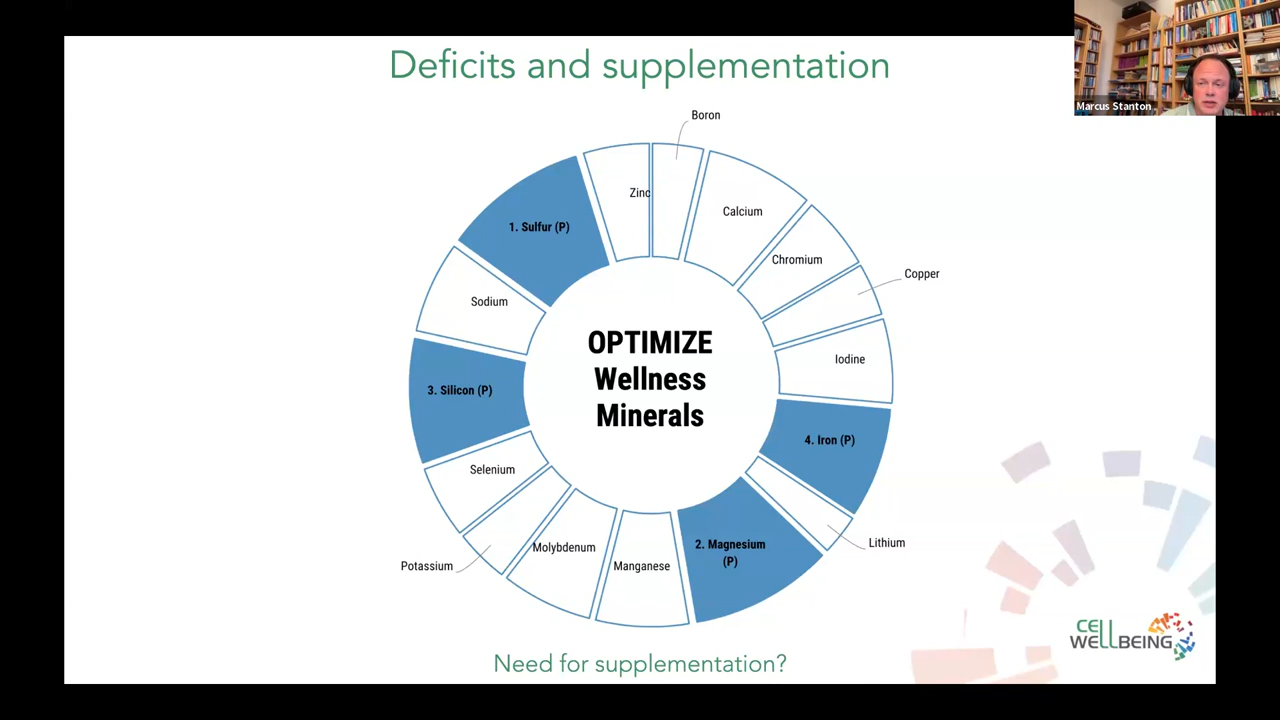 Deficits and supplementation
Marcus Stanton
Boron
Zinc
Calcium
Chromium
Copper
Iodine
4. Iron (P)
Lithium
2. Magnesium
(P)
Manganese
Molybdenum
Potassium
Selenium
3. Silicon (P)
Sodium
1. Sulfur (P)
OPTIMIZE
Wellness
Minerals
Need for supplementation?
CELL
WELLBEING